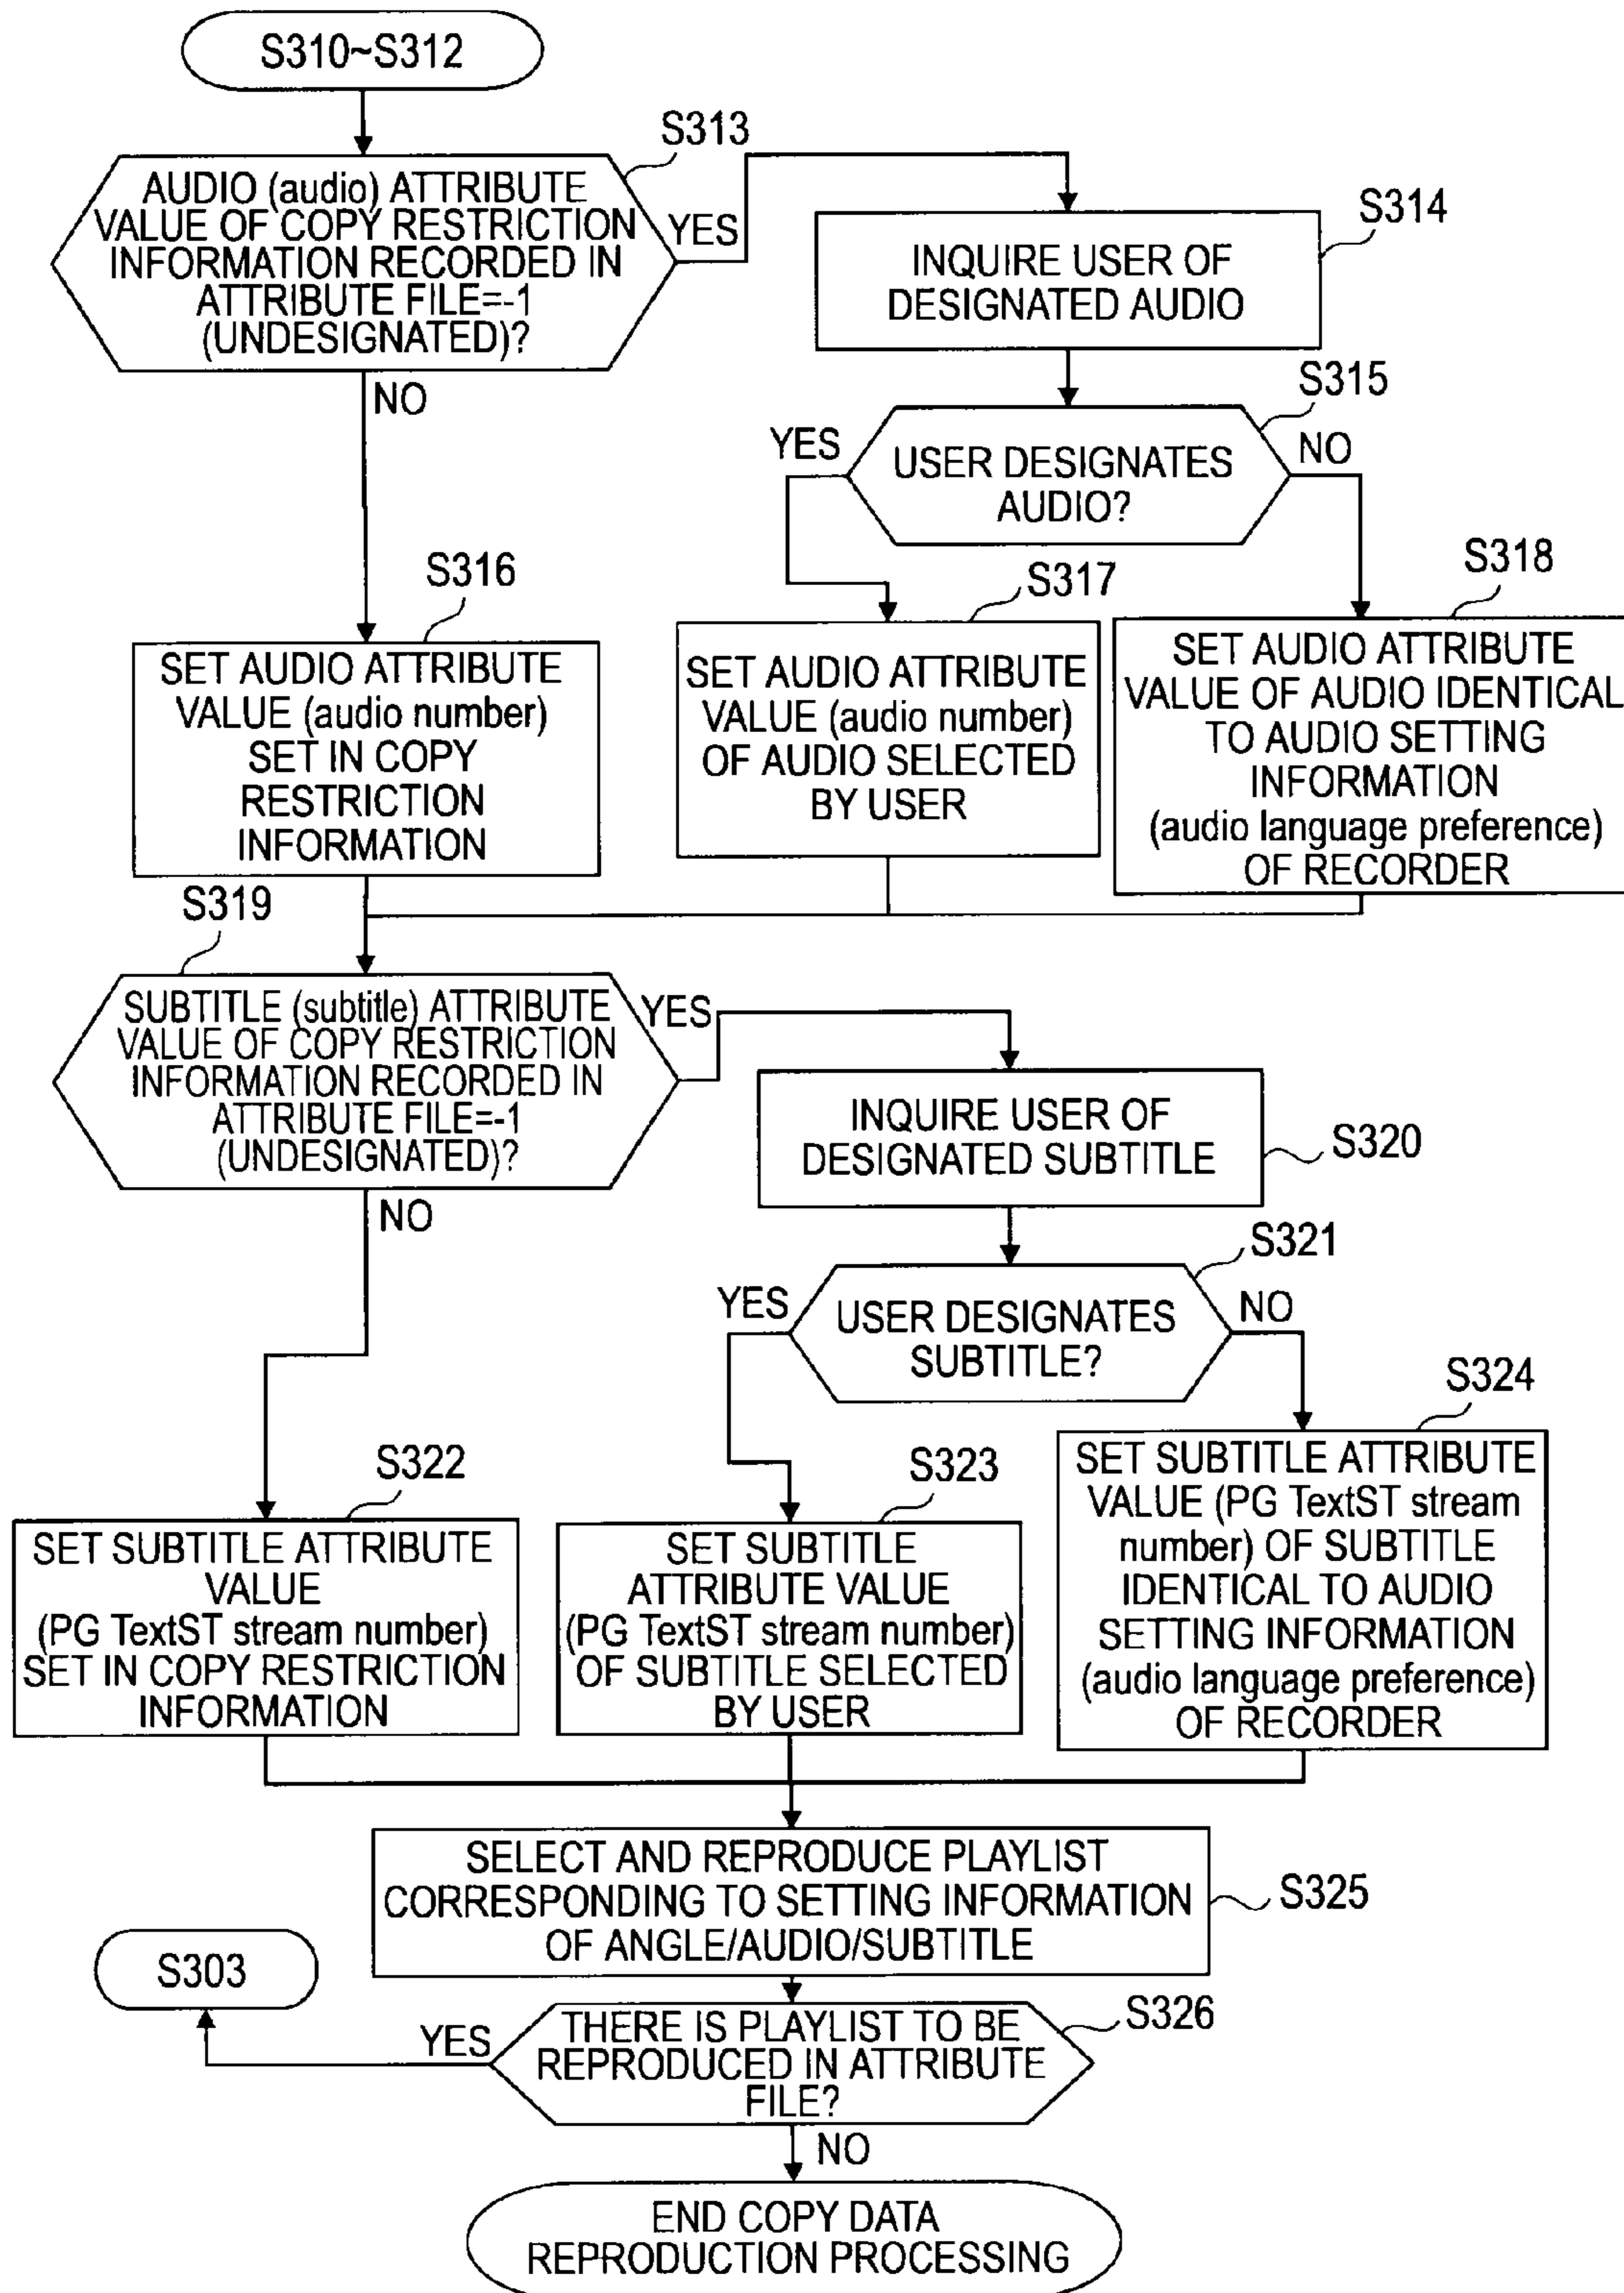 S310~S312
S313
AUDIO (audio) ATTRIBUTE
VALUE OF COPY RESTRICTION
INFORMATION RECORDED IN
ATTRIBUTE FILE=-1
(UNDESIGNATED)?
YES
NO
S314
INQUIRE USER OF
DESIGNATED AUDIO
S315
YES
USER DESIGNATES
AUDIO?
NO
S316
SET AUDIO ATTRIBUTE
VALUE (audio number)
SET IN COPY
RESTRICTION
INFORMATION
S317
SET AUDIO ATTRIBUTE
VALUE (audio number)
OF AUDIO SELECTED
BY USER
S318
SET AUDIO ATTRIBUTE
VALUE OF AUDIO IDENTICAL
TO AUDIO SETTING
INFORMATION
(audio language preference)
OF RECORDER
S319
SUBTITLE (subtitle) ATTRIBUTE
VALUE OF COPY RESTRICTION
INFORMATION RECORDED IN
ATTRIBUTE FILE=-1
(UNDESIGNATED)?
YES
NO
INQUIRE USER OF
DESIGNATED SUBTITLE
S320
S321
YES
USER DESIGNATES
SUBTITLE?
NO
S322
SET SUBTITLE ATTRIBUTE
VALUE
(PG TextST stream number)
SET IN COPY RESTRICTION
INFORMATION
S323
SET SUBTITLE
ATTRIBUTE VALUE
(PG TextST stream number)
OF SUBTITLE SELECTED
BY USER
S324
SET SUBTITLE ATTRIBUTE
VALUE (PG TextST stream
number) OF SUBTITLE
IDENTICAL TO AUDIO
SETTING INFORMATION
(audio language preference)
OF RECORDER
SELECT AND REPRODUCE PLAYLIST
CORRESPONDING TO SETTING INFORMATION
OF ANGLE/AUDIO/SUBTITLE
S325
S303
YES
THERE IS PLAYLIST TO BE
REPRODUCED IN ATTRIBUTE
FILE?
S326
NO
END COPY DATA
REPRODUCTION PROCESSING